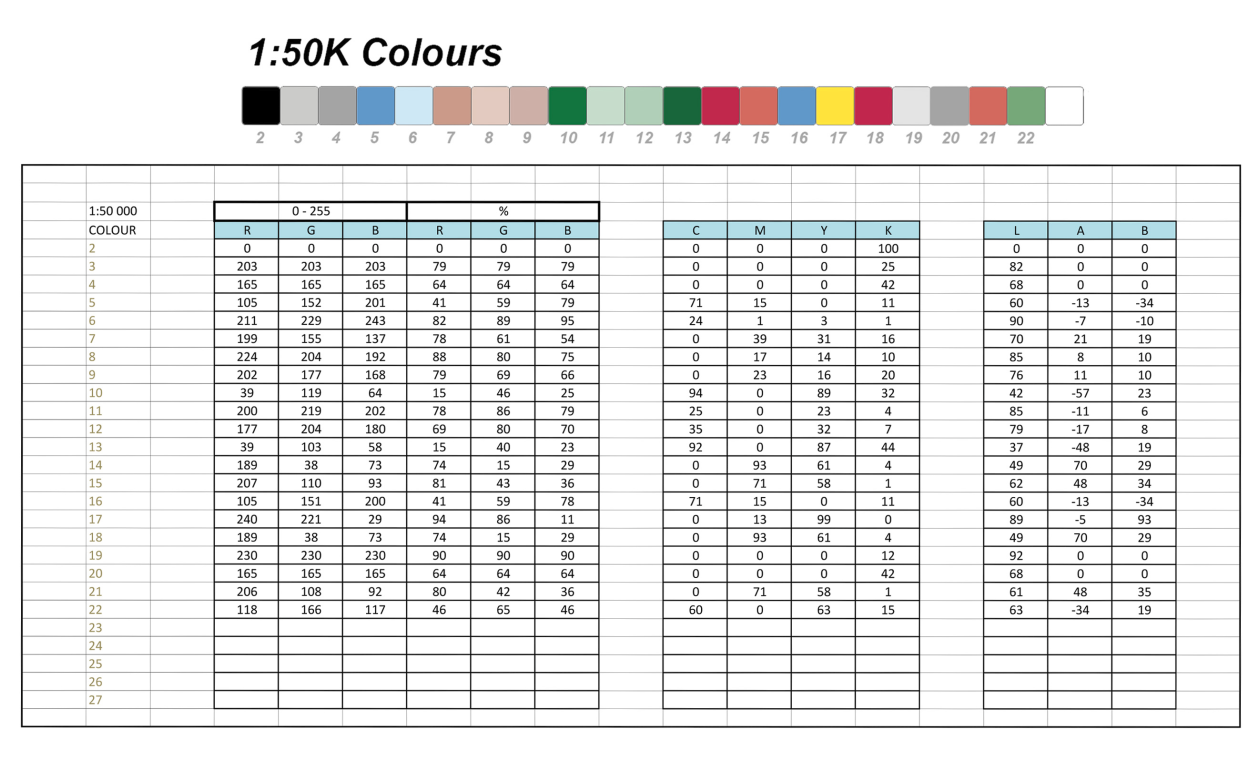 1:50K Colours
2 3 4 5 6 7 8 9 10 11 12 13 14 15 16 17 18 19 20 21 22
1:50 000 0 - 255 %
COLOUR R G B R G B C M Y K L A B
2 0 0 0 0 0 0 0 0 0 100 0 0 0
3 203 203 203 79 79 79 0 0 0 25 82 0 0
4 165 165 165 64 64 64 0 0 0 42 68 0 0
5 105 152 201 41 59 79 71 15 0 11 60 -13 -34
6 211 229 243 82 89 95 24 1 3 1 90 -7 -10
7 199 155 137 78 61 54 0 39 31 16 70 21 19
8 224 204 192 88 80 75 0 17 14 10 85 8 10
9 202 177 168 79 69 66 0 23 16 20 76 11 10
10 39 119 64 15 46 25 94 0 89 32 42 -57 23
11 200 219 202 78 86 79 25 0 23 4 85 -11 6
12 177 204 180 69 80 70 35 0 32 7 79 -17 8
13 39 103 58 15 40 23 92 0 87 44 37 -48 19
14 189 38 73 74 15 29 0 93 61 4 49 70 29
15 207 110 93 81 43 36 0 71 58 1 62 48 34
16 105 151 200 41 59 78 71 15 0 11 60 -13 -34
17 240 221 29 94 86 11 0 13 99 0 89 -5 93
18 189 38 73 74 15 29 0 93 61 4 49 70 29
19 230 230 230 90 90 90 0 0 0 12 92 0 0
20 165 165 165 64 64 64 0 0 0 42 68 0 0
21 206 108 92 80 42 36 0 71 58 1 61 48 35
22 118 166 117 46 65 46 60 0 63 15 63 -34 19
23
24
25
26
27